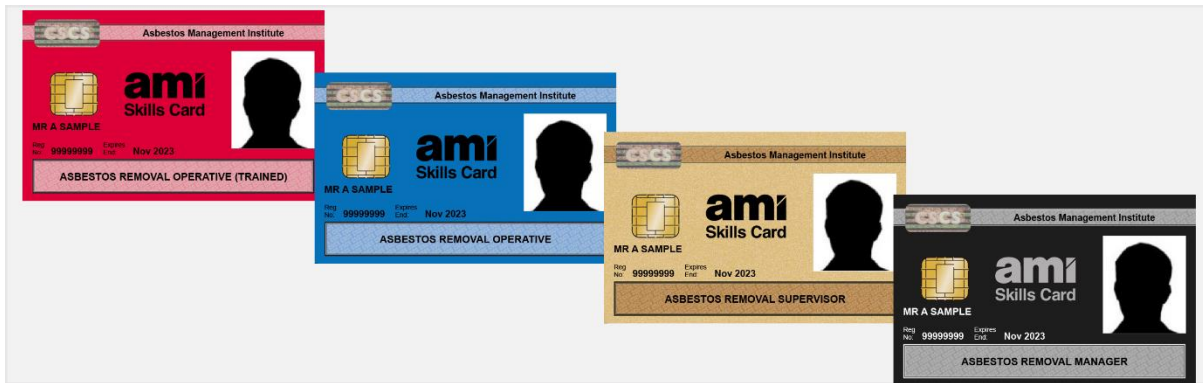 CSCS
Asbestos Management Institute
ami
Skills Card
MR A SAMPLE
Reg No: 99999999 Expires End: Nov 2023
ASBESTOS REMOVAL OPERATIVE (TRAINED)
CSCS
Asbestos Management Institute
ami
Skills Card
MR A SAMPLE
Reg No: 99999999 Expires End: Nov 2023
ASBESTOS REMOVAL OPERATIVE
CSCS
Asbestos Management Institute
ami
Skills Card
MR A SAMPLE
Reg No: 99999999 Expires End: Nov 2023
ASBESTOS REMOVAL SUPERVISOR
CSCS
Asbestos Management Institute
ami
Skills Card
MR A SAMPLE
Reg No: 99999999 Expires End: Nov 2023
ASBESTOS REMOVAL MANAGER